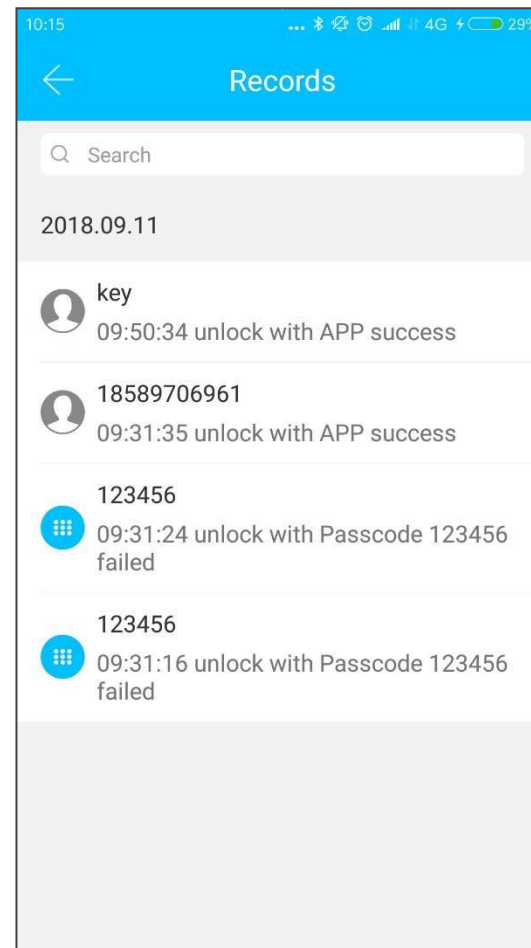 10:15 ... 4G 29%
Records
Search
2018.09.11
key
09:50:34 unlock with APP success
18589706961
09:31:35 unlock with APP success
123456
09:31:24 unlock with Passcode 123456
failed
123456
09:31:16 unlock with Passcode 123456
failed